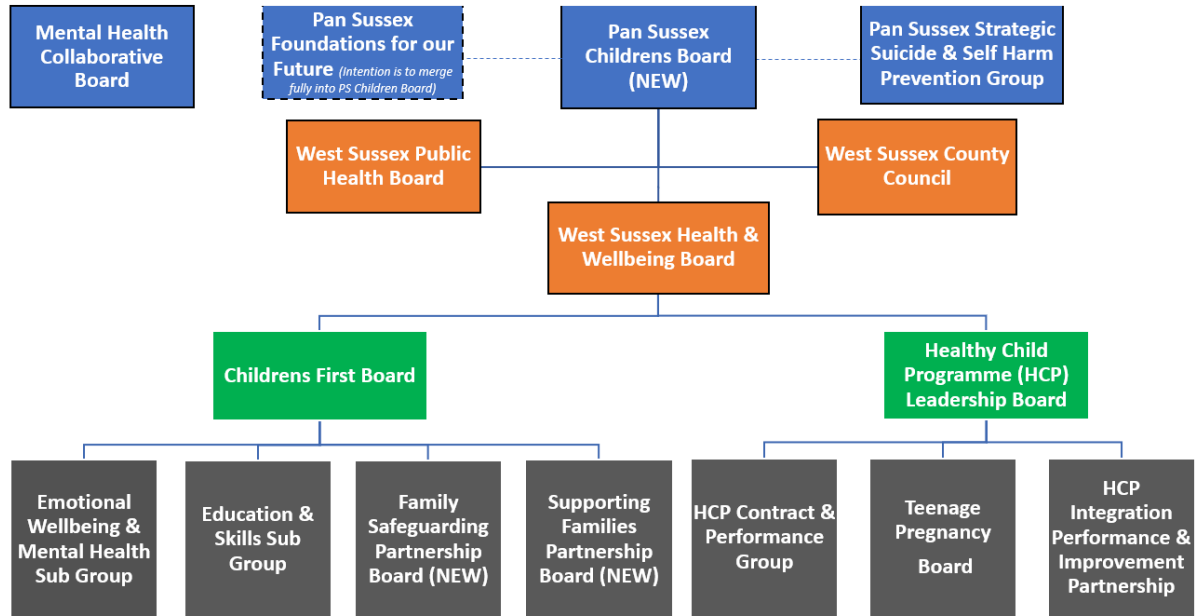 Mental Health
Collaborative
Board
Pan Sussex
Foundations for our
Future (Intention is to merge
fully into PS Children Board)
Pan Sussex
Childrens Board
(NEW)
Pan Sussex Strategic
Suicide & Self Harm
Prevention Group
West Sussex Public
Health Board
West Sussex County
Council
West Sussex Health &
Wellbeing Board
Childrens First Board
Healthy Child
Programme (HCP)
Leadership Board
Emotional
Wellbeing &
Mental Health
Sub Group
Education &
Skills Sub
Group
Family
Safeguarding
Partnership
Board (NEW)
Supporting
Families
Partnership
Board (NEW)
HCP Contract &
Performance
Group
Teenage
Pregnancy
Board
HCP
Integration
Performance &
Improvement
Partnership